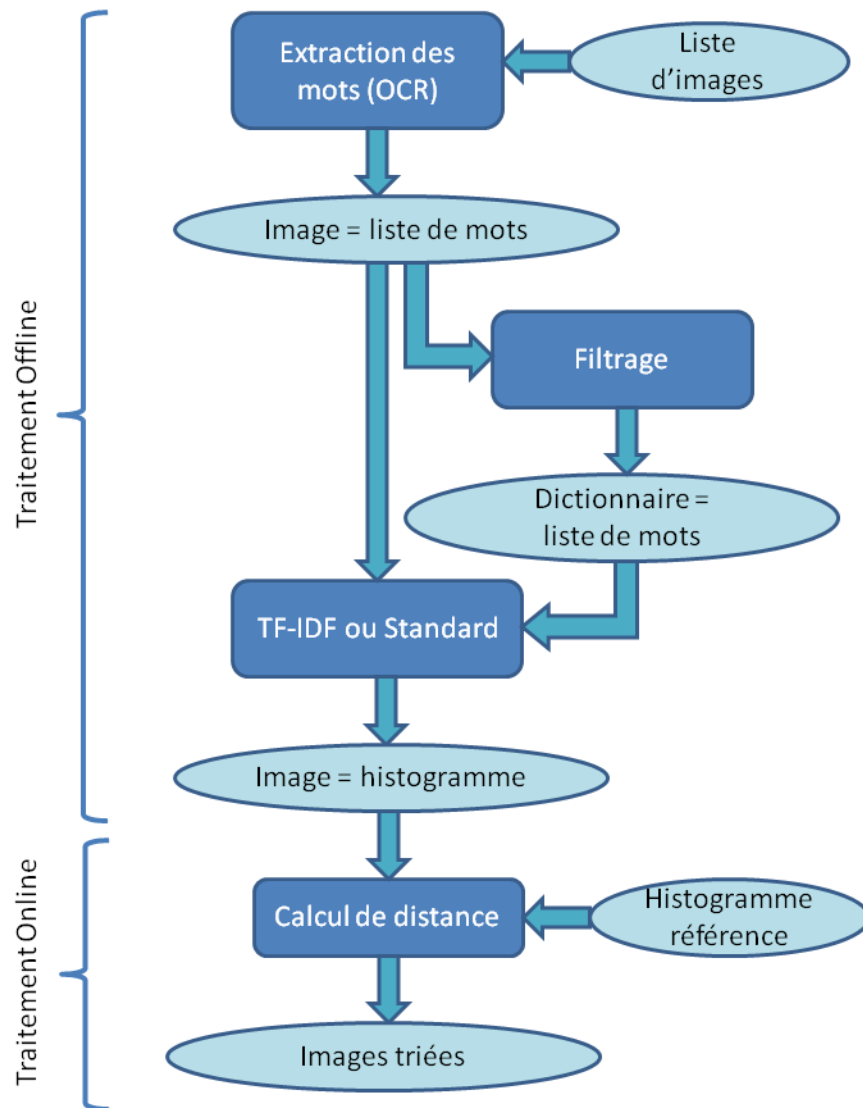 Extraction des
mots (OCR)
Liste
d'images
Image = liste de mots
Filtrage
Dictionnaire =
liste de mots
TF-IDF ou Standard
Image = histogramme
Traitement Offline
Calcul de distance
Histogramme
référence
Images triées
Traitement Online